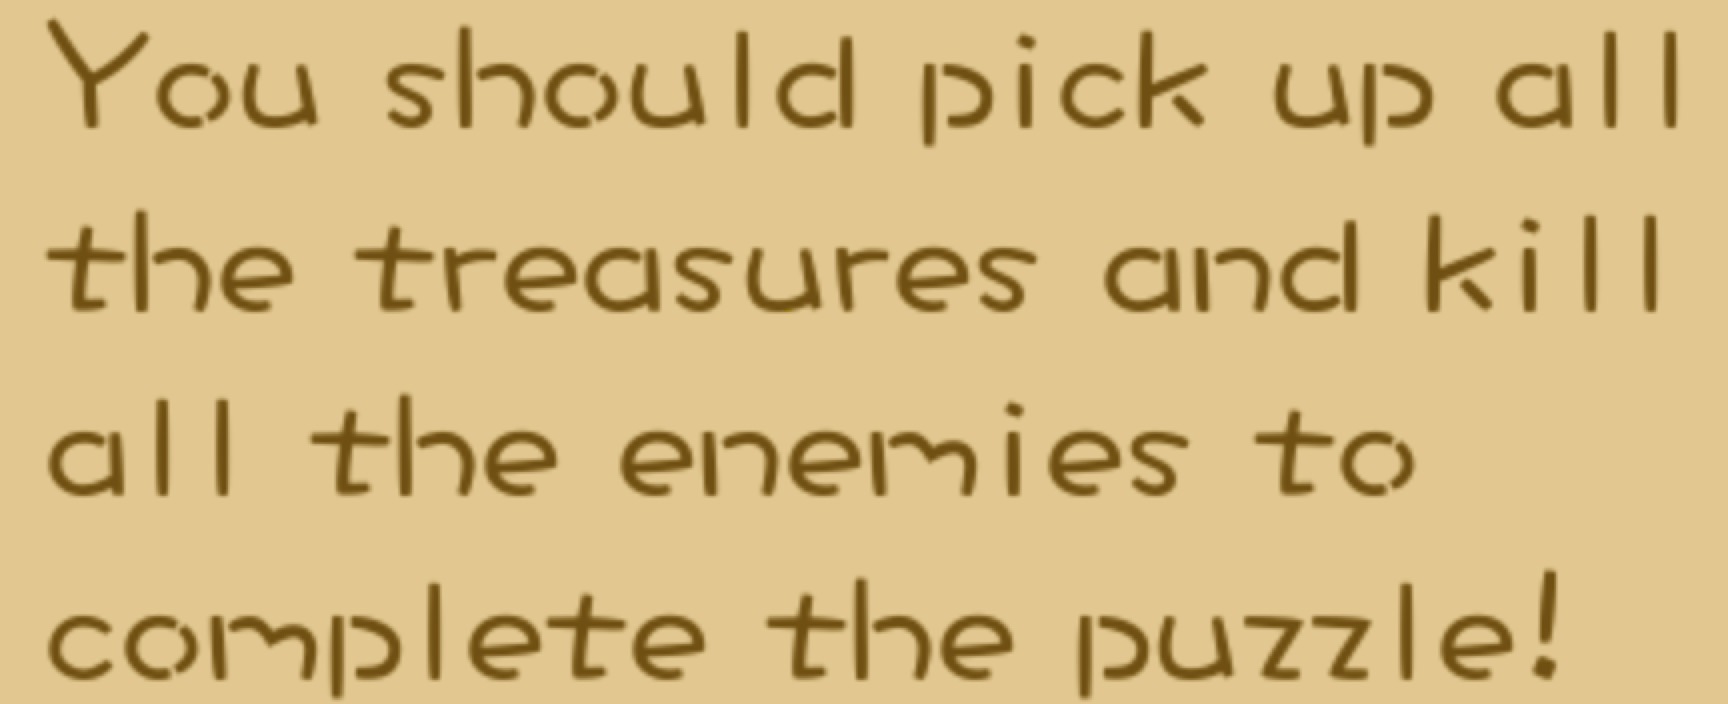 You should pick up all
the treasures and kill
all the enemies to
complete the puzzle!